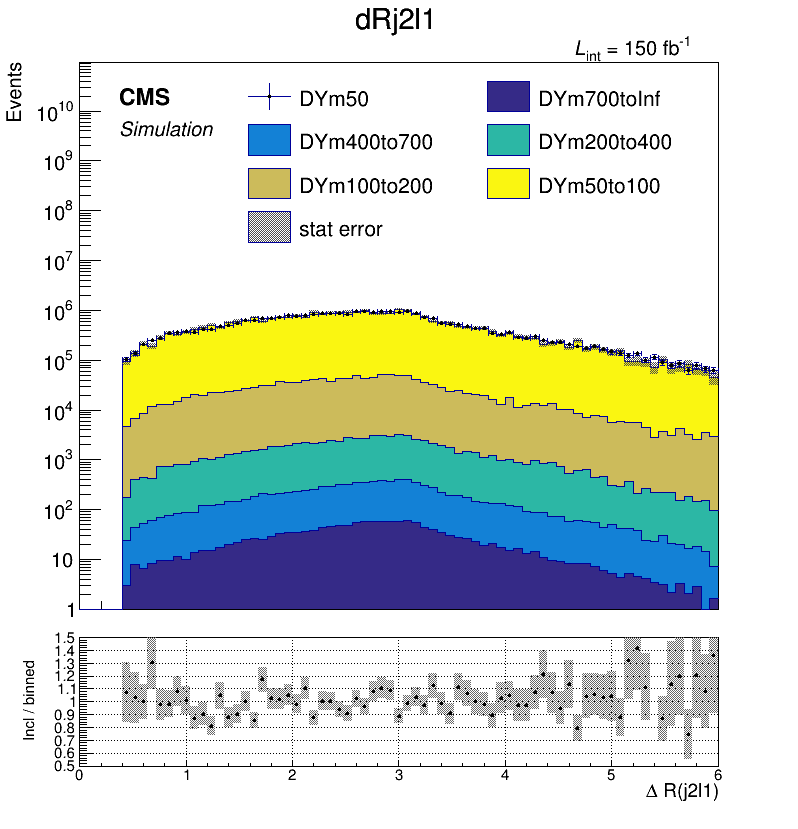 dRj2l1
L_int = 150 fb^-1
Events
CMS
Simulation
DYm50
DYm700toInf
DYm400to700
DYm200to400
DYm100to200
DYm50to100
stat error
10^10
10^9
10^8
10^7
10^6
10^5
10^4
10^3
10^2
10
1
Incl / binned
1.5
1.4
1.3
1.2
1.1
1
0.9
0.8
0.7
0.6
0.5
0 1 2 3 4 5 6
Δ R(j2l1)